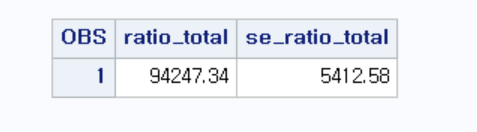 OBS ratio_total se_ratio_total
1 94247.34 5412.58